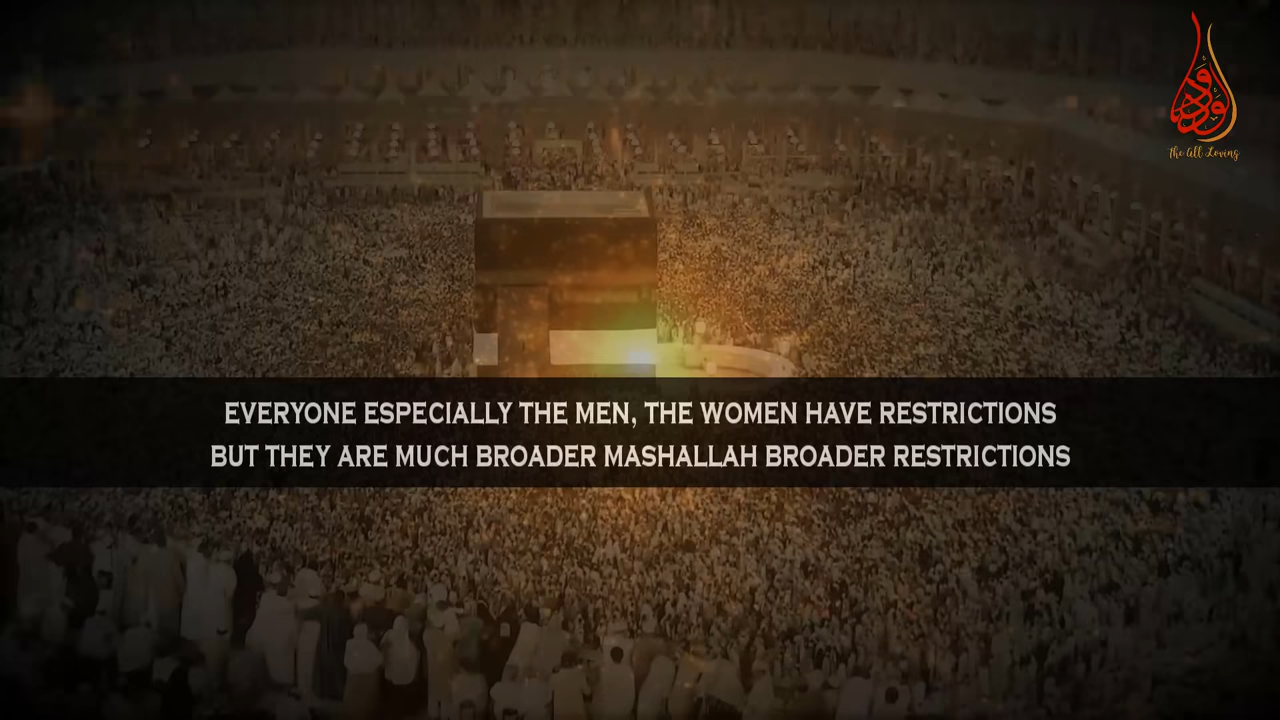 الودود
The All Loving
EVERYONE ESPECIALLY THE MEN, THE WOMEN HAVE RESTRICTIONS
BUT THEY ARE MUCH BROADER MASHALLAH BROADER RESTRICTIONS